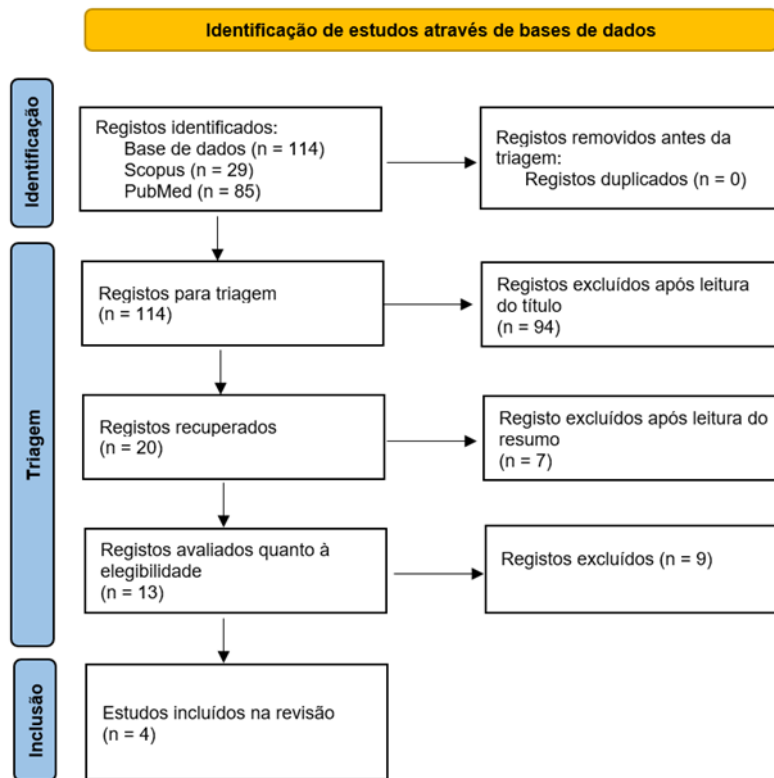 Identificação de estudos através de bases de dados
Identificação
Registos identificados:
Base de dados (n = 114)
Scopus (n = 29)
PubMed (n = 85)
Registos removidos antes da
triagem:
Registos duplicados (n = 0)
Triagem
Registos para triagem
(n = 114)
Registos excluídos após leitura
do título
(n = 94)
Registos recuperados
(n = 20)
Registo excluídos após leitura do
resumo
(n = 7)
Registos avaliados quanto à
elegibilidade
(n = 13)
Registos excluídos (n = 9)
Inclusão
Estudos incluídos na revisão
(n = 4)